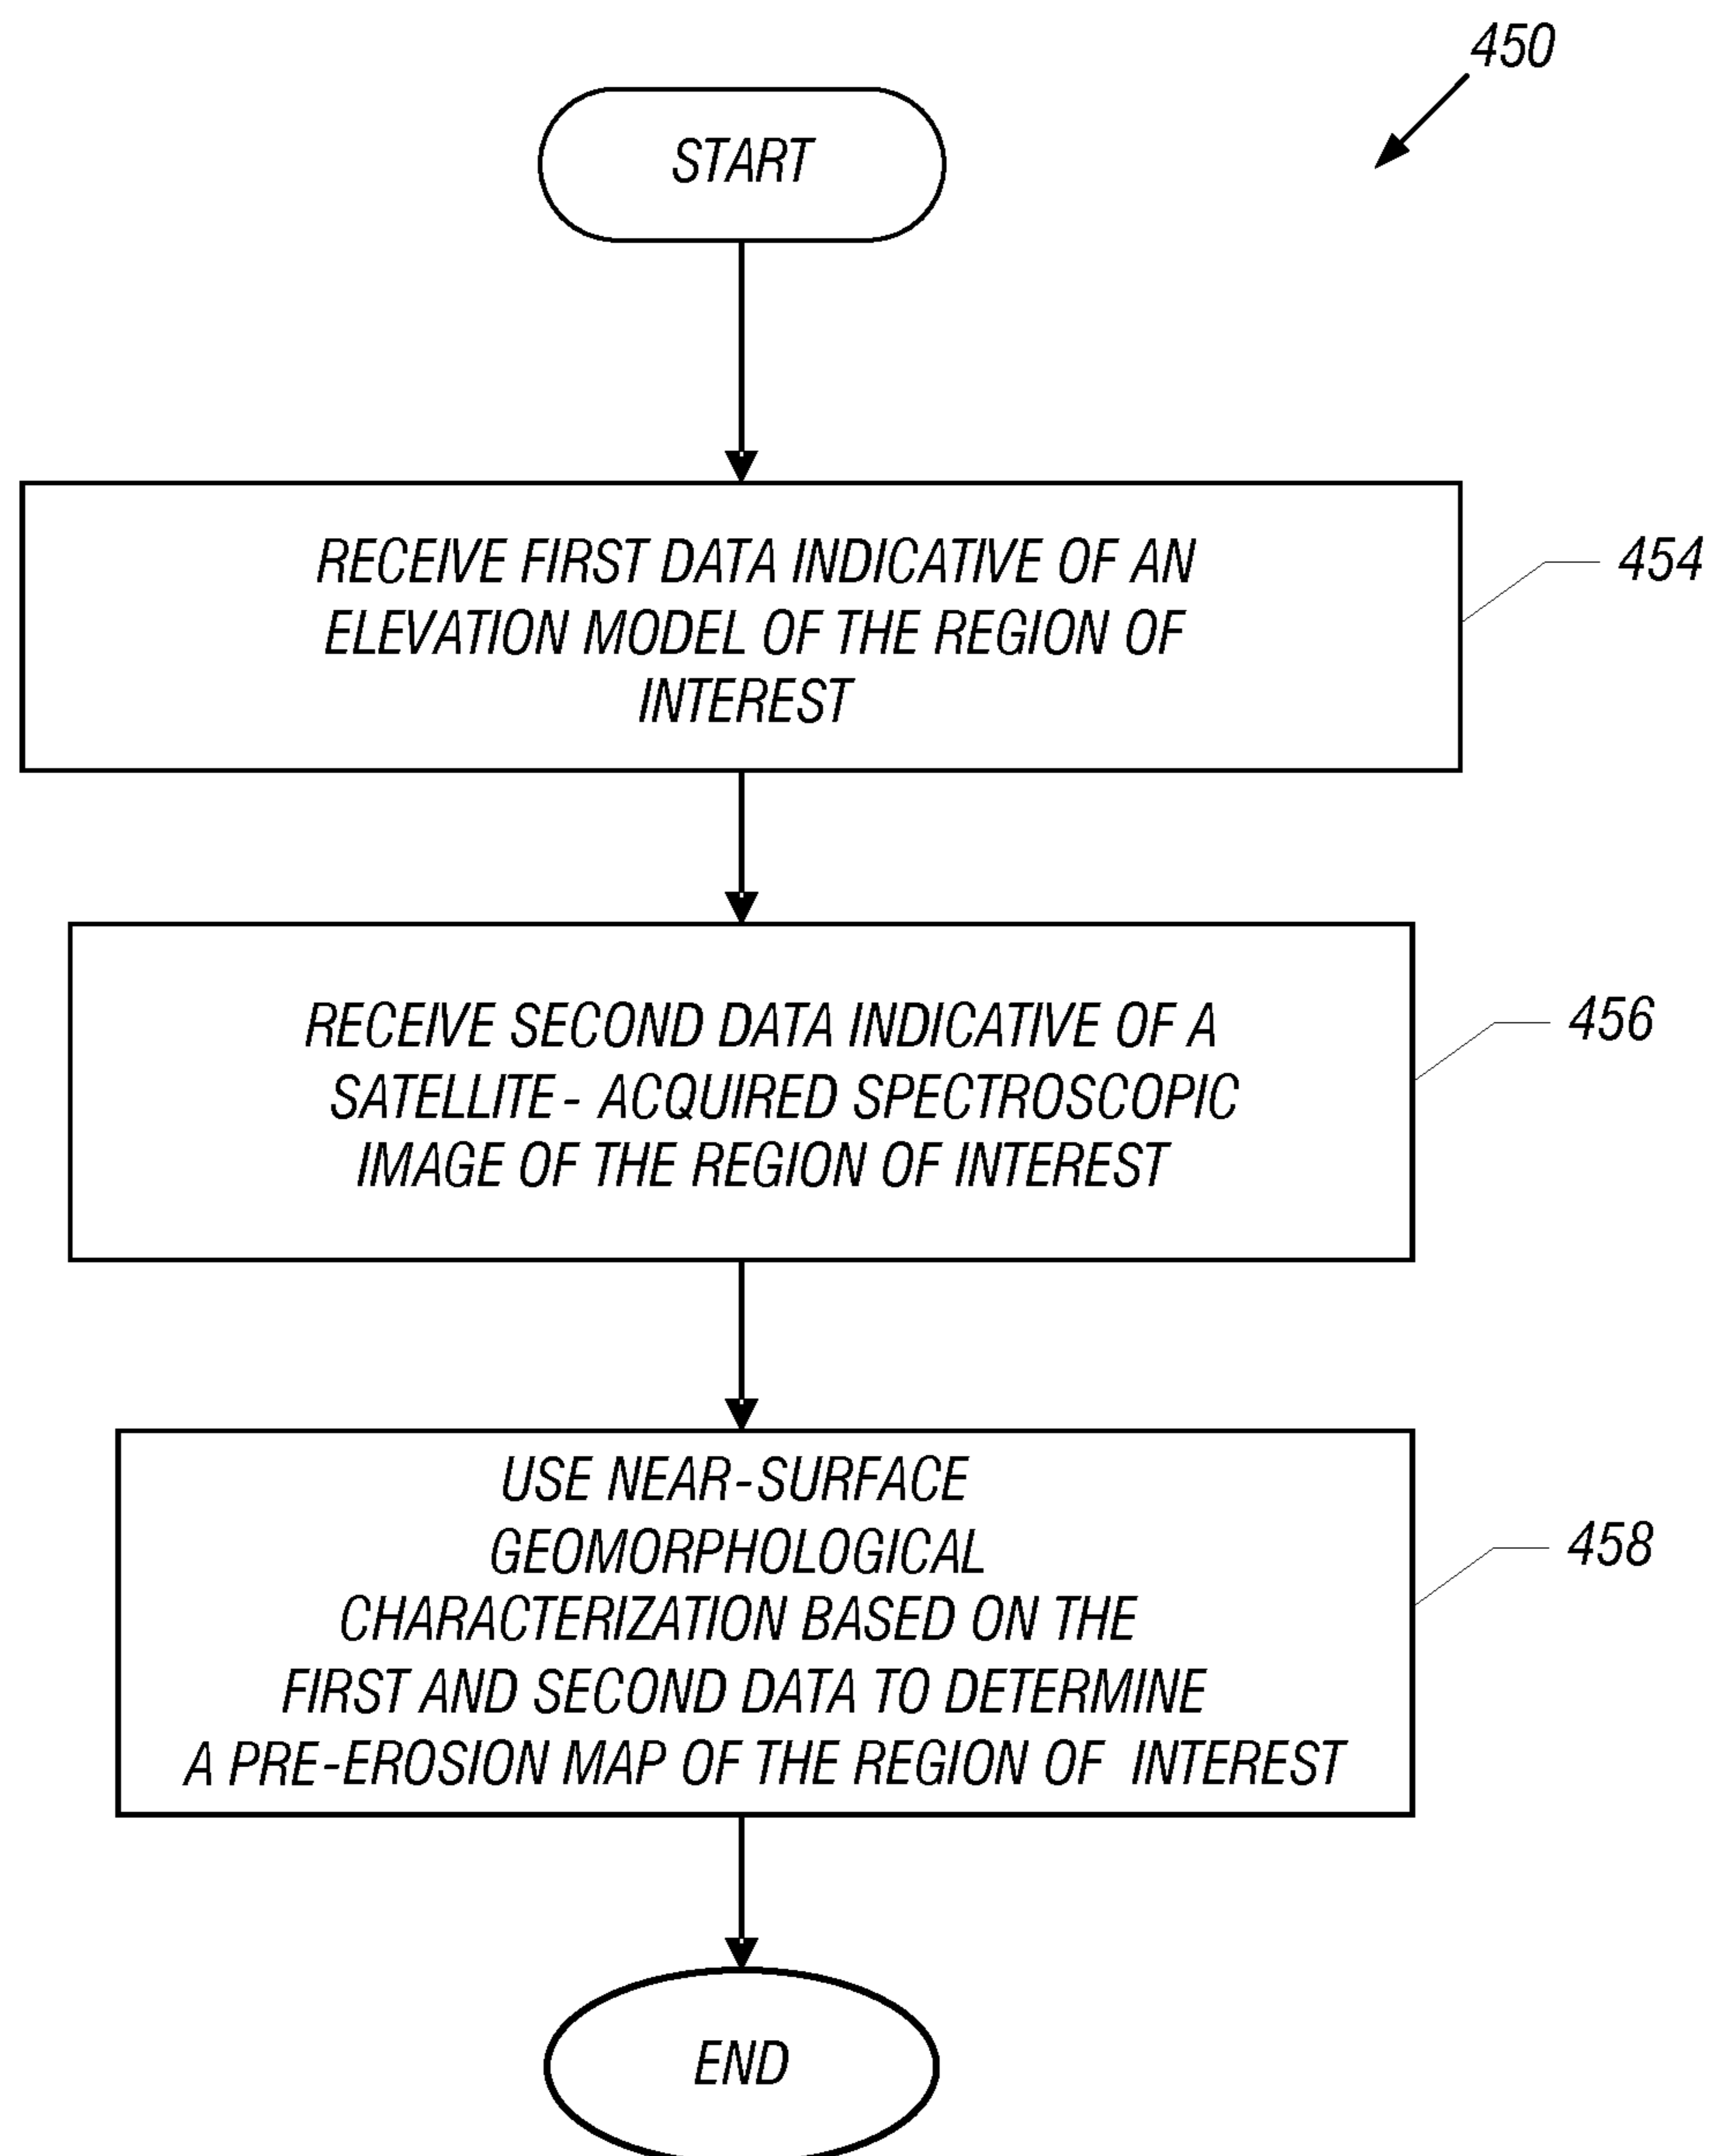 450
START
RECEIVE FIRST DATA INDICATIVE OF AN
ELEVATION MODEL OF THE REGION OF
INTEREST
454
RECEIVE SECOND DATA INDICATIVE OF A
SATELLITE- ACQUIRED SPECTROSCOPIC
IMAGE OF THE REGION OF INTEREST
456
USE NEAR-SURFACE
GEOMORPHOLOGICAL
CHARACTERIZATION BASED ON THE
FIRST AND SECOND DATA TO DETERMINE
A PRE-EROSION MAP OF THE REGION OF INTEREST
458
END